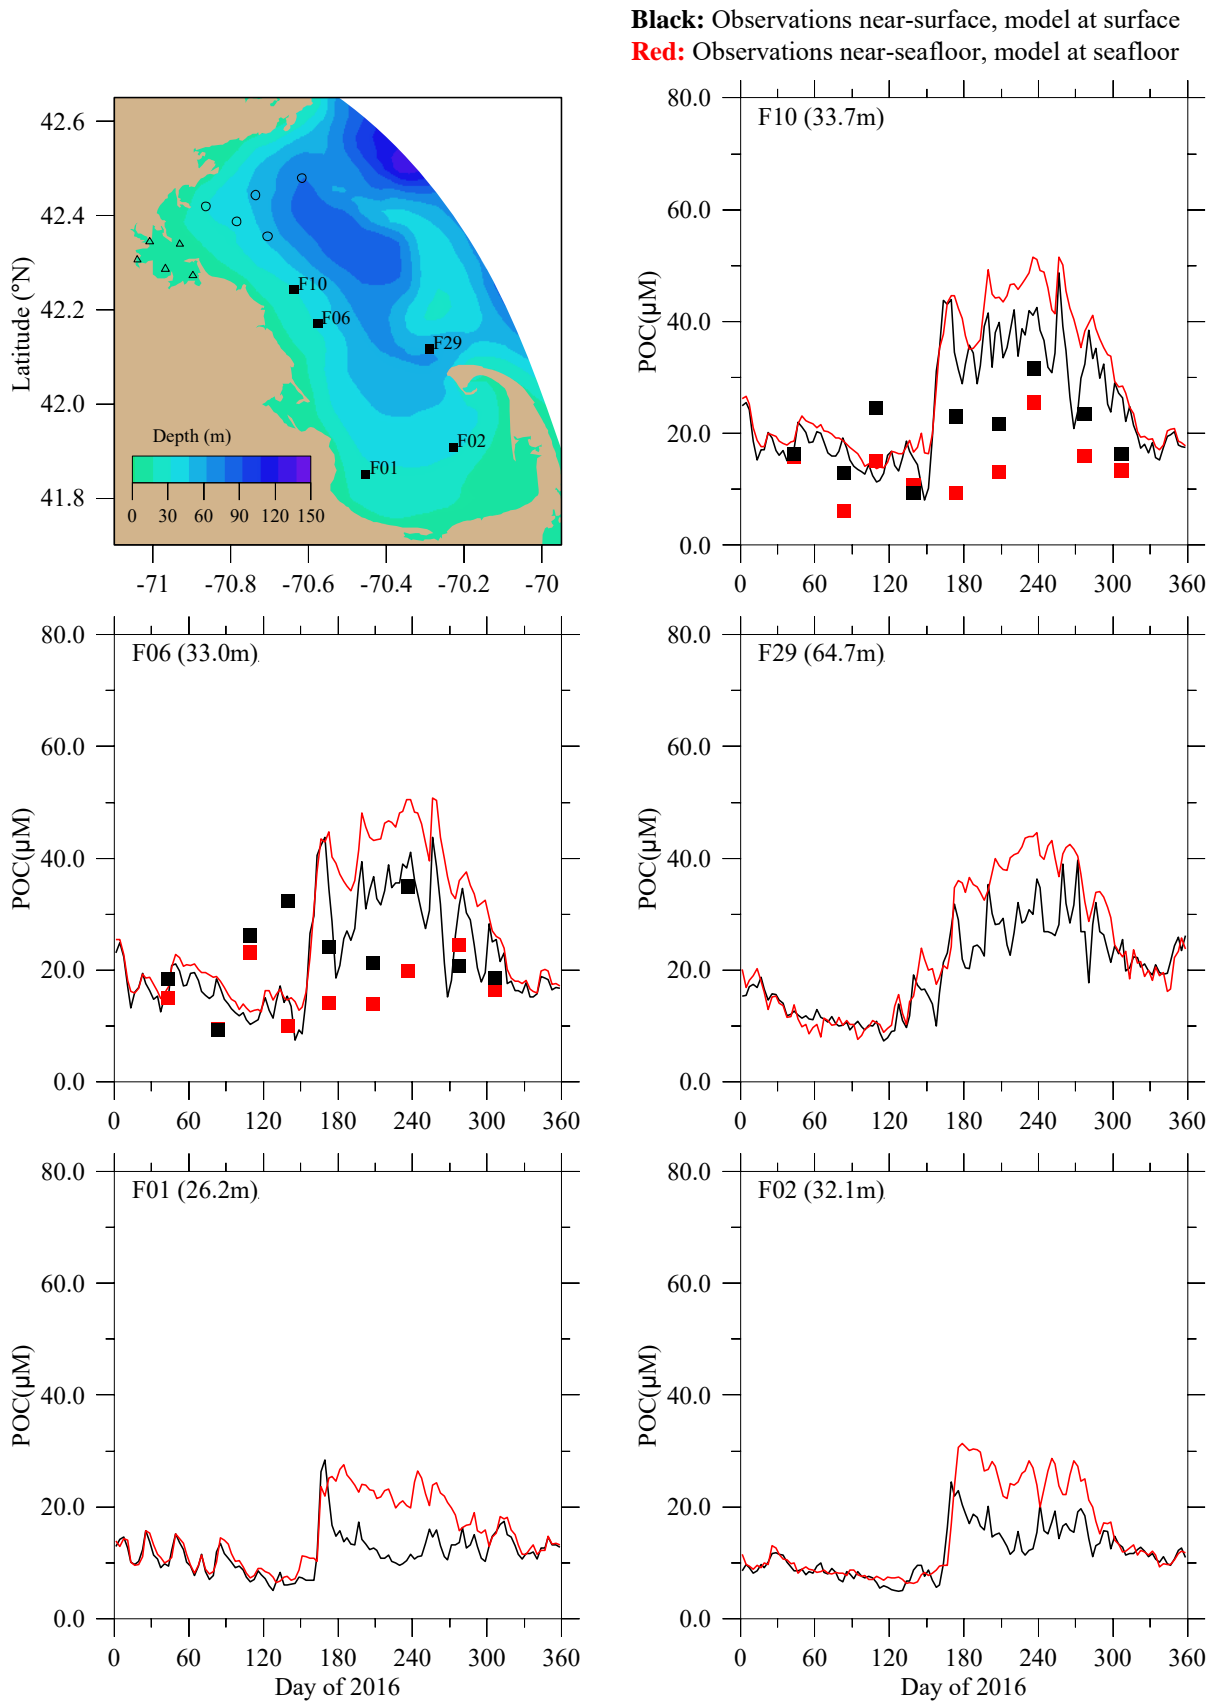 Black: Observations near-surface, model at surface
Red: Observations near-seafloor, model at seafloor
42.6
42.4
42.2
42.0
41.8
Latitude (°N)
F10
F06
F29
F02
F01
Depth (m)
0 30 60 90 120 150
-71 -70.8 -70.6 -70.4 -70.2 -70
F10 (33.7m)
80.0
60.0
40.0
20.0
0.0
POC(µM)
0 60 120 180 240 300 360
F06 (33.0m)
80.0
60.0
40.0
20.0
0.0
POC(µM)
0 60 120 180 240 300 360
F29 (64.7m)
80.0
60.0
40.0
20.0
0.0
POC(µM)
0 60 120 180 240 300 360
F01 (26.2m)
80.0
60.0
40.0
20.0
0.0
POC(µM)
0 60 120 180 240 300 360
Day of 2016
F02 (32.1m)
80.0
60.0
40.0
20.0
0.0
POC(µM)
0 60 120 180 240 300 360
Day of 2016